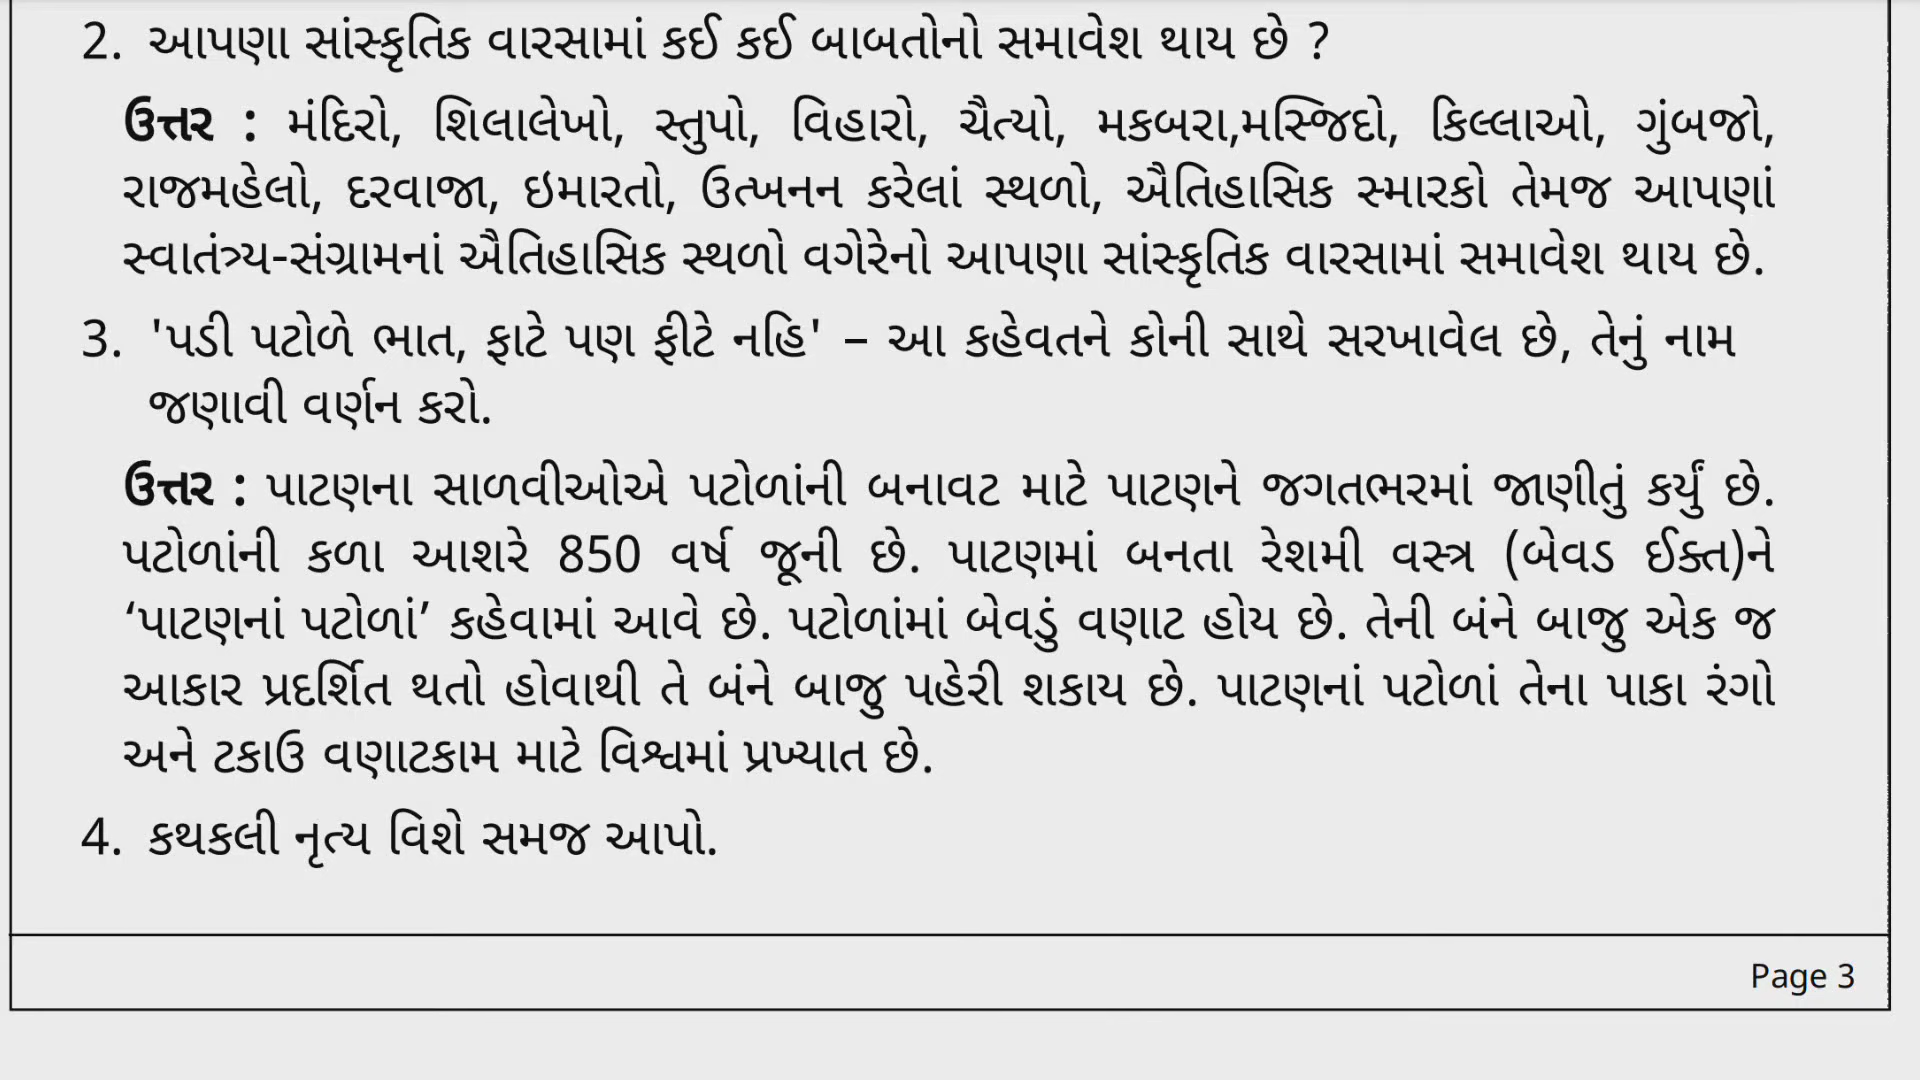 2. આપણા સાંસ્કૃતિક વારસામાં કઈ કઈ બાબતોનો સમાવેશ થાય છે ?
ઉત્તર : મંદિરો, શિલાલેખો, સ્તુપો, વિહારો, ચૈત્યો, મકબરા,મસ્જિદો, કિલ્લાઓ, ગુંબજો,
રાજમહેલો, દરવાજા, ઇમારતો, ઉત્ખનન કરેલાં સ્થળો, ઐતિહાસિક સ્મારકો તેમજ આપણાં
સ્વાતંત્ર્ય-સંગ્રામનાં ઐતિહાસિક સ્થળો વગેરેનો આપણા સાંસ્કૃતિક વારસામાં સમાવેશ થાય છે.
3. 'પડી પટોળે ભાત, ફાટે પણ ફીટે નહિ' – આ કહેવતને કોની સાથે સરખાવેલ છે, તેનું નામ
જણાવી વર્ણન કરો.
ઉત્તર : પાટણના સાળવીઓએ પટોળાંની બનાવટ માટે પાટણને જગતભરમાં જાણીતું કર્યું છે.
પટોળાંની કળા આશરે 850 વર્ષ જૂની છે. પાટણમાં બનતા રેશમી વસ્ત્ર (બેવડ ઈક્ત)ને
‘પાટણનાં પટોળાં’ કહેવામાં આવે છે. પટોળાંમાં બેવડું વણાટ હોય છે. તેની બંને બાજુ એક જ
આકાર પ્રદર્શિત થતો હોવાથી તે બંને બાજુ પહેરી શકાય છે. પાટણનાં પટોળાં તેના પાકા રંગો
અને ટકાઉ વણાટકામ માટે વિશ્વમાં પ્રખ્યાત છે.
4. કથકલી નૃત્ય વિશે સમજ આપો.
Page 3